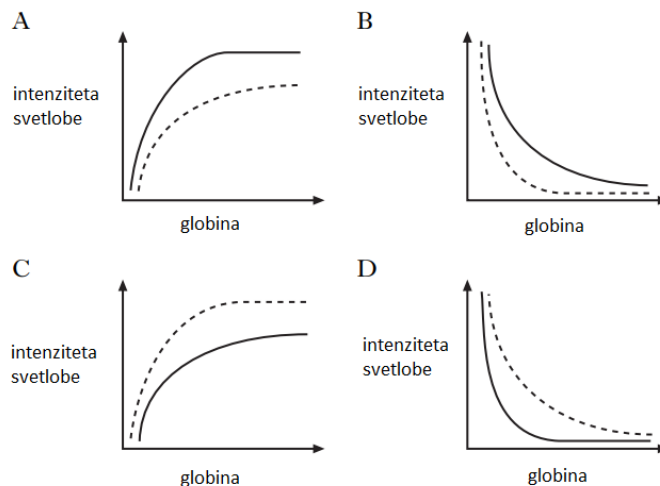 A
intenziteta
svetlobe
globina
B
intenziteta
svetlobe
globina
C
intenziteta
svetlobe
globina
D
intenziteta
svetlobe
globina